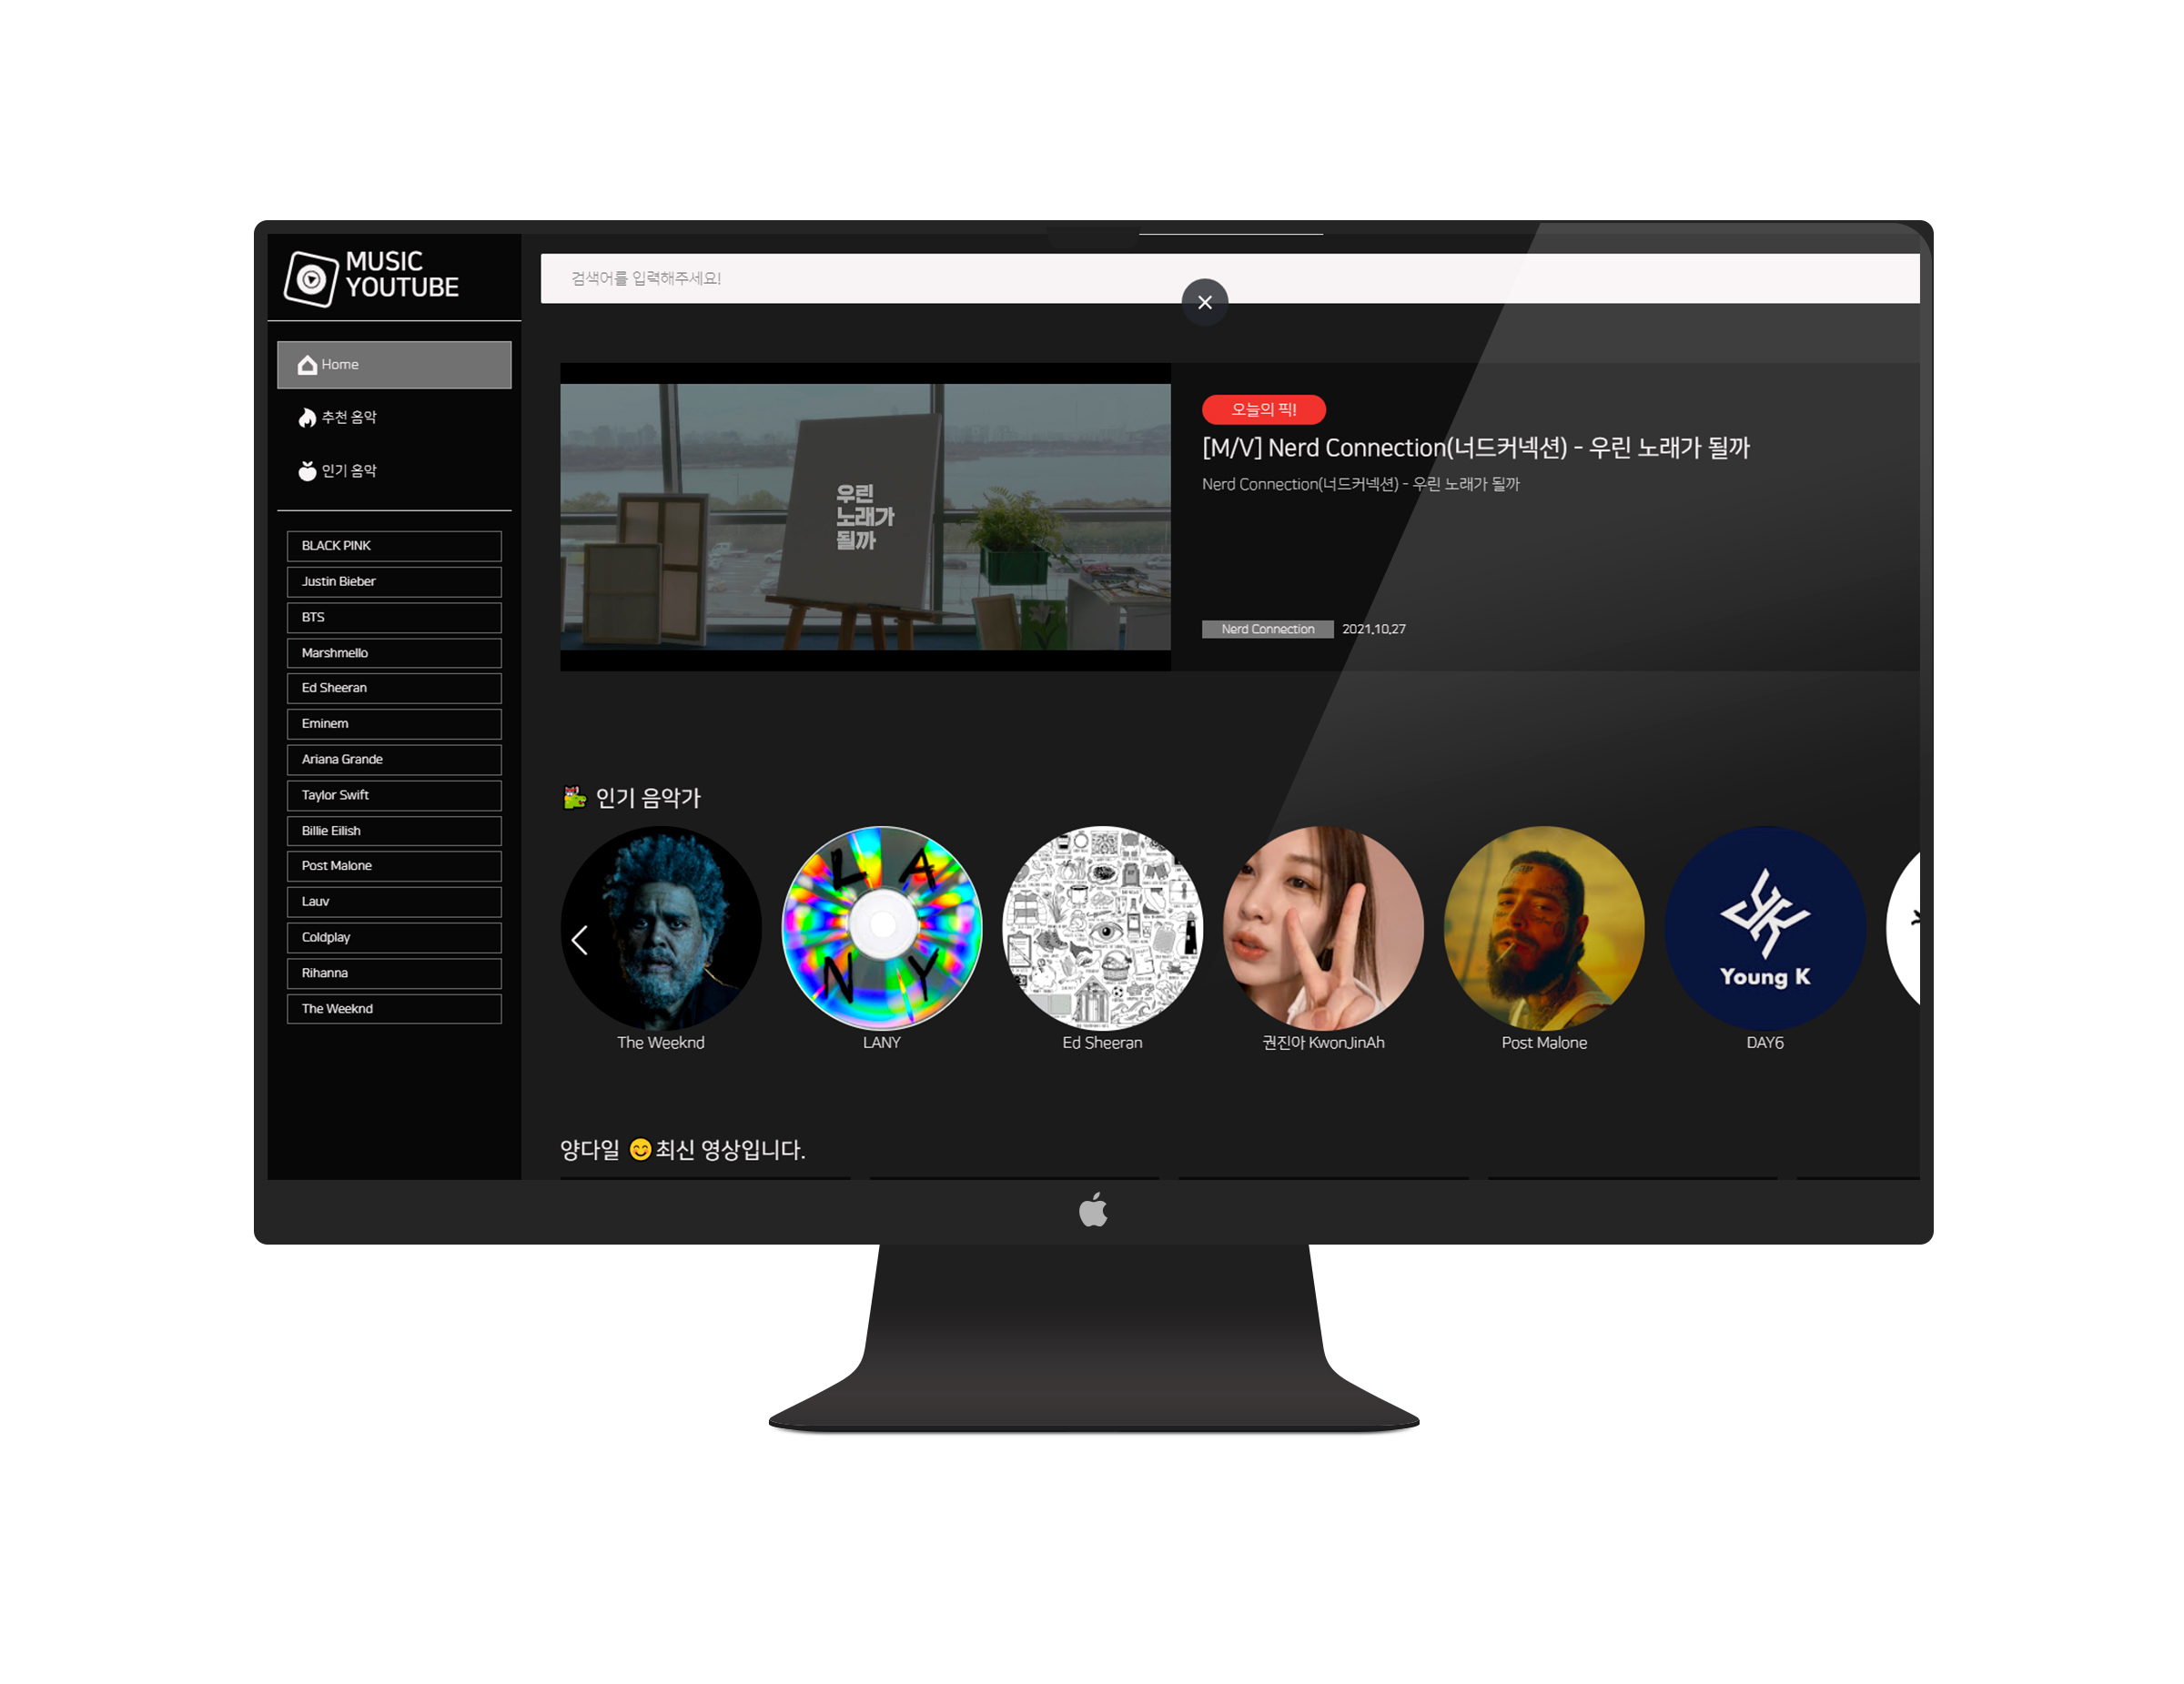 MUSIC
YOUTUBE
검색어를 입력해주세요!
Home
추천 음악
인기 음악
BLACK PINK
Justin Bieber
BTS
Marshmello
Ed Sheeran
Eminem
Ariana Grande
Taylor Swift
Billie Eilish
Post Malone
Lauv
Coldplay
Rihanna
The Weeknd
우린
노래가
될까
오늘의 픽!
[M/V] Nerd Connection(너드커넥션) - 우린 노래가 될까
Nerd Connection(너드커넥션) - 우린 노래가 될까
Nerd Connection 2021.10.27
인기 음악가
L A
N Y
Young K
The Weeknd
LANY
Ed Sheeran
권진아 KwonJinAh
Post Malone
DAY6
양다일 😊최신 영상입니다.